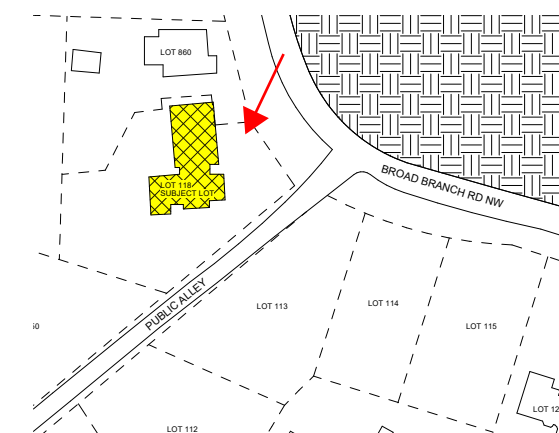 LOT 860
LOT 118
SUBJECT LOT
BROAD BRANCH RD NW
PUBLIC ALLEY
LOT 113
LOT 114
LOT 115
LOT 112